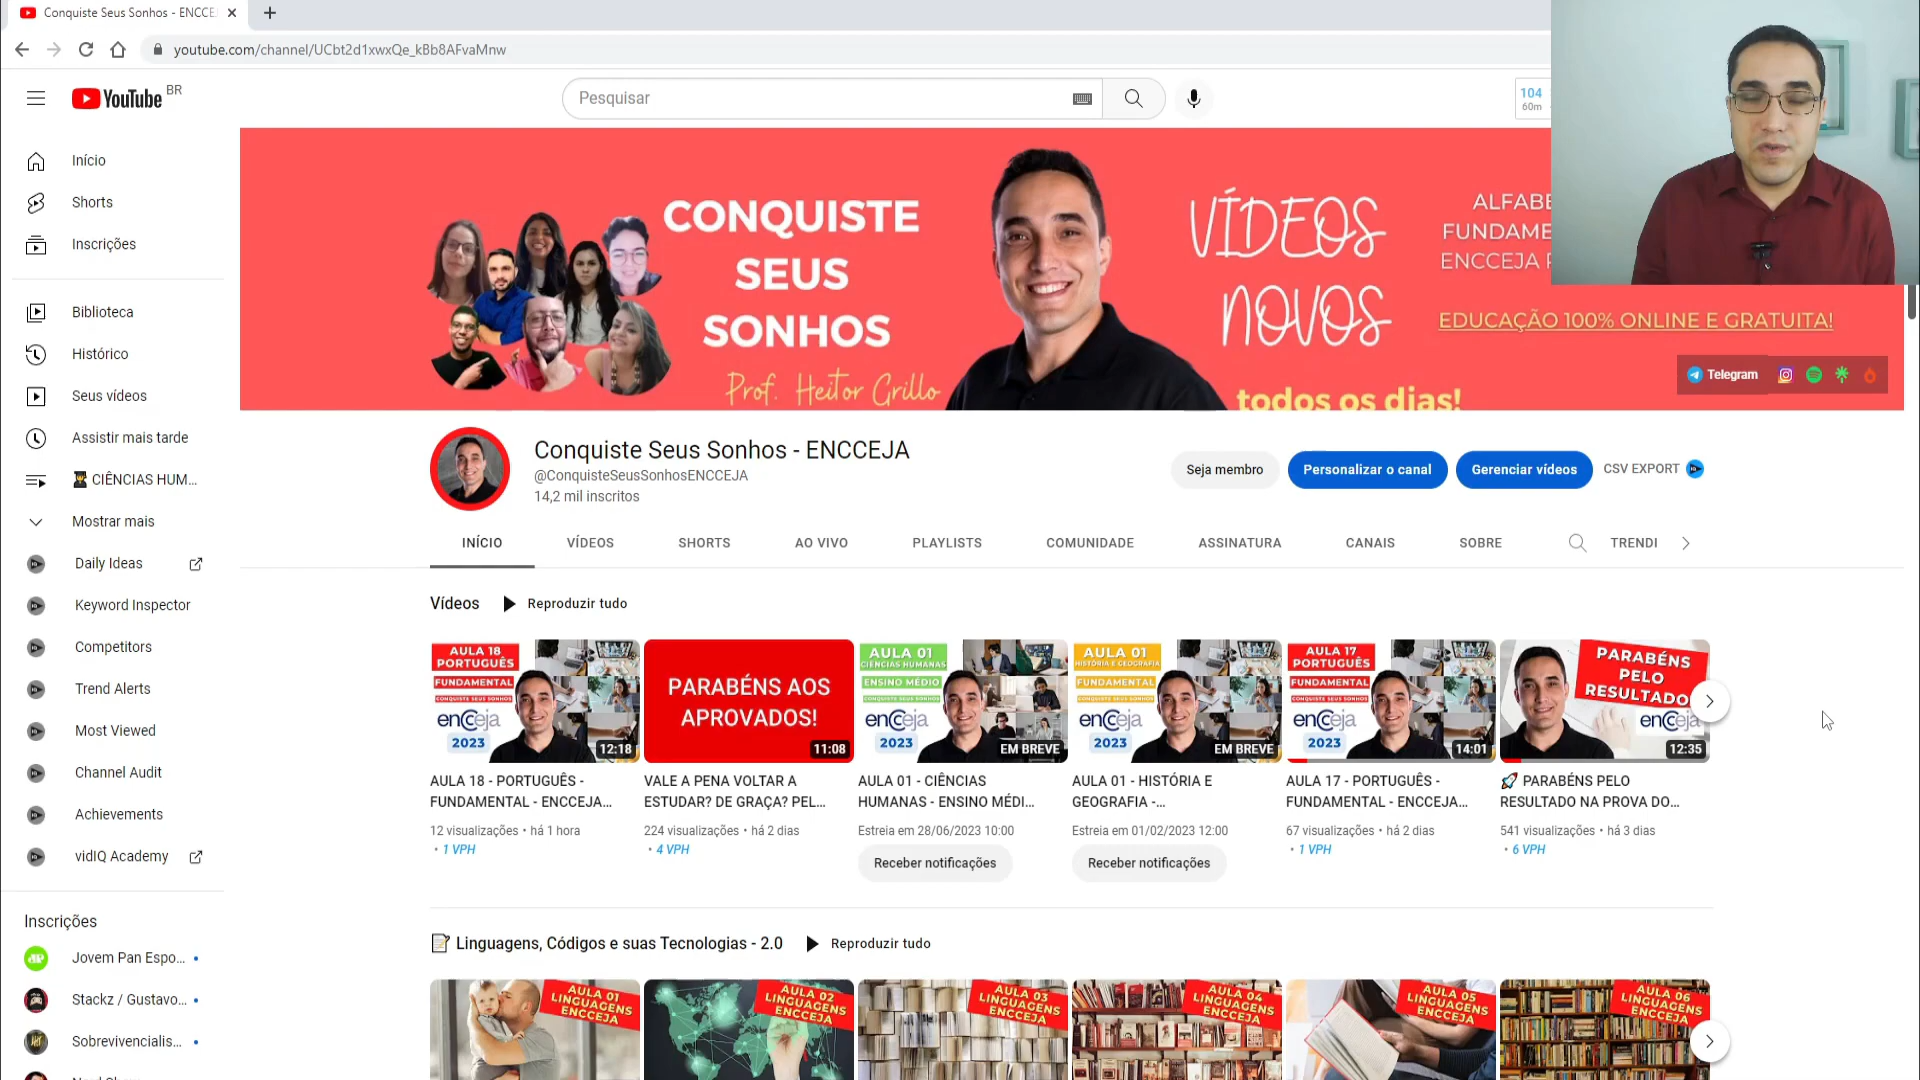 Conquiste Seus Sonhos - ENCCE
youtube.com/channel/UCbt2d1xwxQe_kBb8AFvaMnw
YouTube BR
Pesquisar
104
60m
Início
Shorts
Inscrições
Biblioteca
Histórico
Seus vídeos
Assistir mais tarde
CIÊNCIAS HUM...
Mostrar mais
Daily Ideas
Keyword Inspector
Competitors
Trend Alerts
Most Viewed
Channel Audit
Achievements
vidIQ Academy
Inscrições
Jovem Pan Espo...
Stackz / Gustavo...
Sobrevivencialis...
CONQUISTE
SEUS
SONHOS
Prof. Heitor Grillo
VÍDEOS
NOVOS
todos os dias!
ALFABE
FUNDAME
ENCCEJA
EDUCAÇÃO 100% ONLINE E GRATUITA!
Telegram
Conquiste Seus Sonhos - ENCCEJA
@ConquisteSeusSonhosENCCEJA
14,2 mil inscritos
Seja membro
Personalizar o canal
Gerenciar vídeos
CSV EXPORT
INÍCIO
VÍDEOS
SHORTS
AO VIVO
PLAYLISTS
COMUNIDADE
ASSINATURA
CANAIS
SOBRE
TRENDI
Vídeos
Reproduzir tudo
AULA 18
PORTUGUÊS
FUNDAMENTAL
CONQUISTE SEUS SONHOS
encceja
2023
12:18
AULA 18 - PORTUGUÊS -
FUNDAMENTAL - ENCCEJA...
12 visualizações • há 1 hora
• 1 VPH
PARABÉNS AOS
APROVADOS!
11:08
VALE A PENA VOLTAR A
ESTUDAR? DE GRAÇA? PEL...
224 visualizações • há 2 dias
• 4 VPH
AULA 01
CIÊNCIAS HUMANAS
ENSINO MÉDIO
CONQUISTE SEUS SONHOS
encceja
2023
EM BREVE
AULA 01 - CIÊNCIAS
HUMANAS - ENSINO MÉDI...
Estreia em 28/06/2023 10:00
Receber notificações
AULA 01
HISTÓRIA E GEOGRAFIA
FUNDAMENTAL
CONQUISTE SEUS SONHOS
encceja
2023
EM BREVE
AULA 01 - HISTÓRIA E
GEOGRAFIA -...
Estreia em 01/02/2023 12:00
Receber notificações
AULA 17
PORTUGUÊS
FUNDAMENTAL
CONQUISTE SEUS SONHOS
encceja
2023
14:01
AULA 17 - PORTUGUÊS -
FUNDAMENTAL - ENCCEJA...
67 visualizações • há 2 dias
• 1 VPH
PARABÉNS
PELO
RESULTADO
encceja
12:35
PARABÉNS PELO
RESULTADO NA PROVA DO...
541 visualizações • há 3 dias
• 6 VPH
Linguagens, Códigos e suas Tecnologias - 2.0
Reproduzir tudo
AULA 01
LINGUAGENS
ENCCEJA
AULA 02
LINGUAGENS
ENCCEJA
AULA 03
LINGUAGENS
ENCCEJA
AULA 04
LINGUAGENS
ENCCEJA
AULA 05
LINGUAGENS
ENCCEJA
AULA 06
LINGUAGENS
ENCCEJA